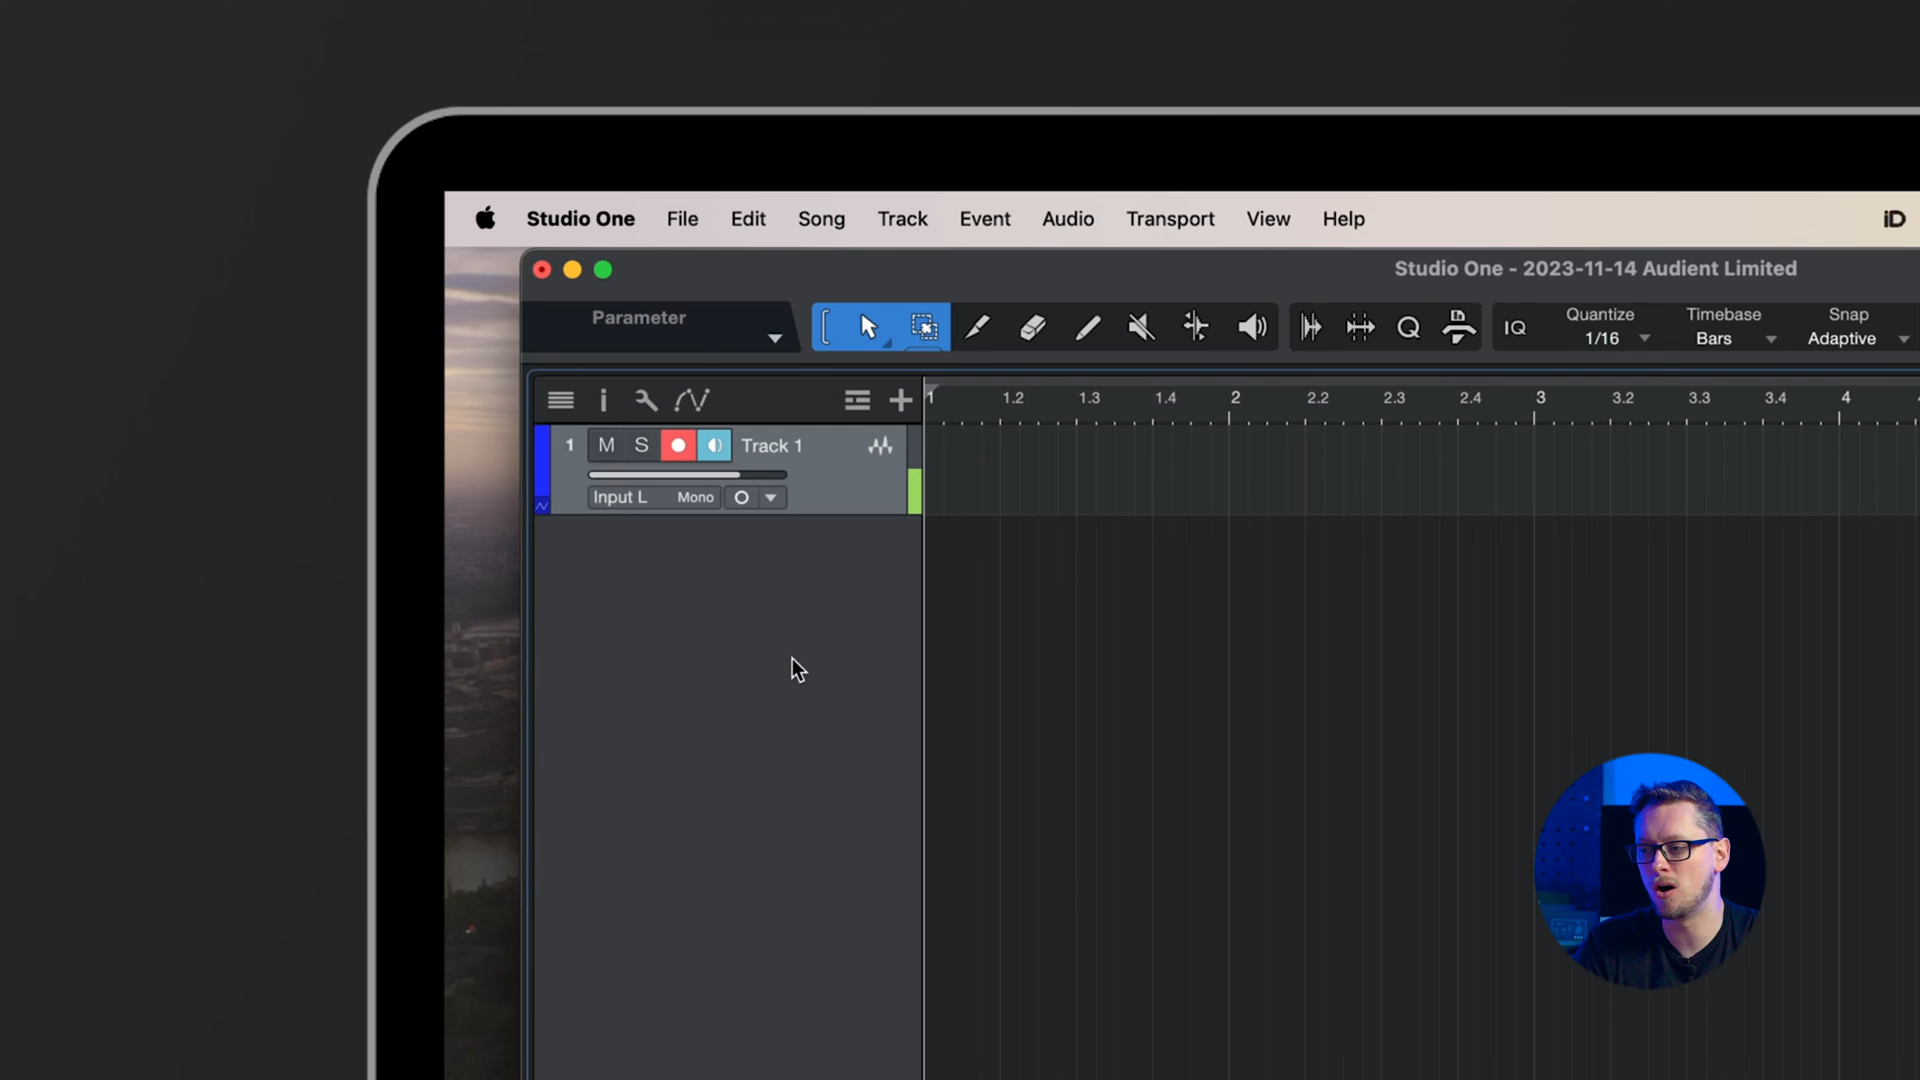 Studio One File Edit Song Track Event Audio Transport View Help iD
Studio One - 2023-11-14 Audient Limited
Parameter
IQ
Quantize
1/16
Timebase
Bars
Snap
Adaptive
1 1.2 1.3 1.4 2 2.2 2.3 2.4 3 3.2 3.3 3.4 4
1 M S Track 1
Input L Mono